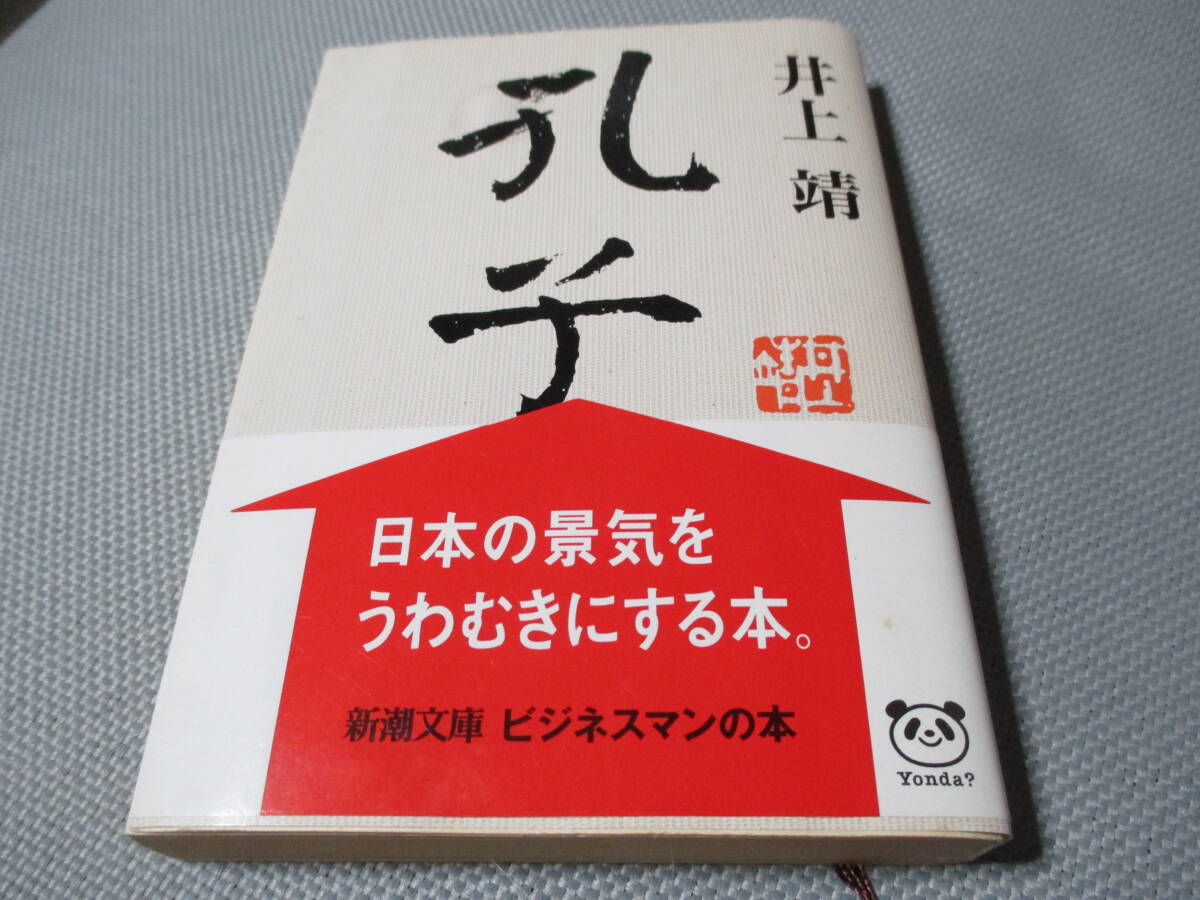 井上 靖
孔子
日本の景気を
うわむきにする本。
新潮文庫 ビジネスマンの本
Yonda?